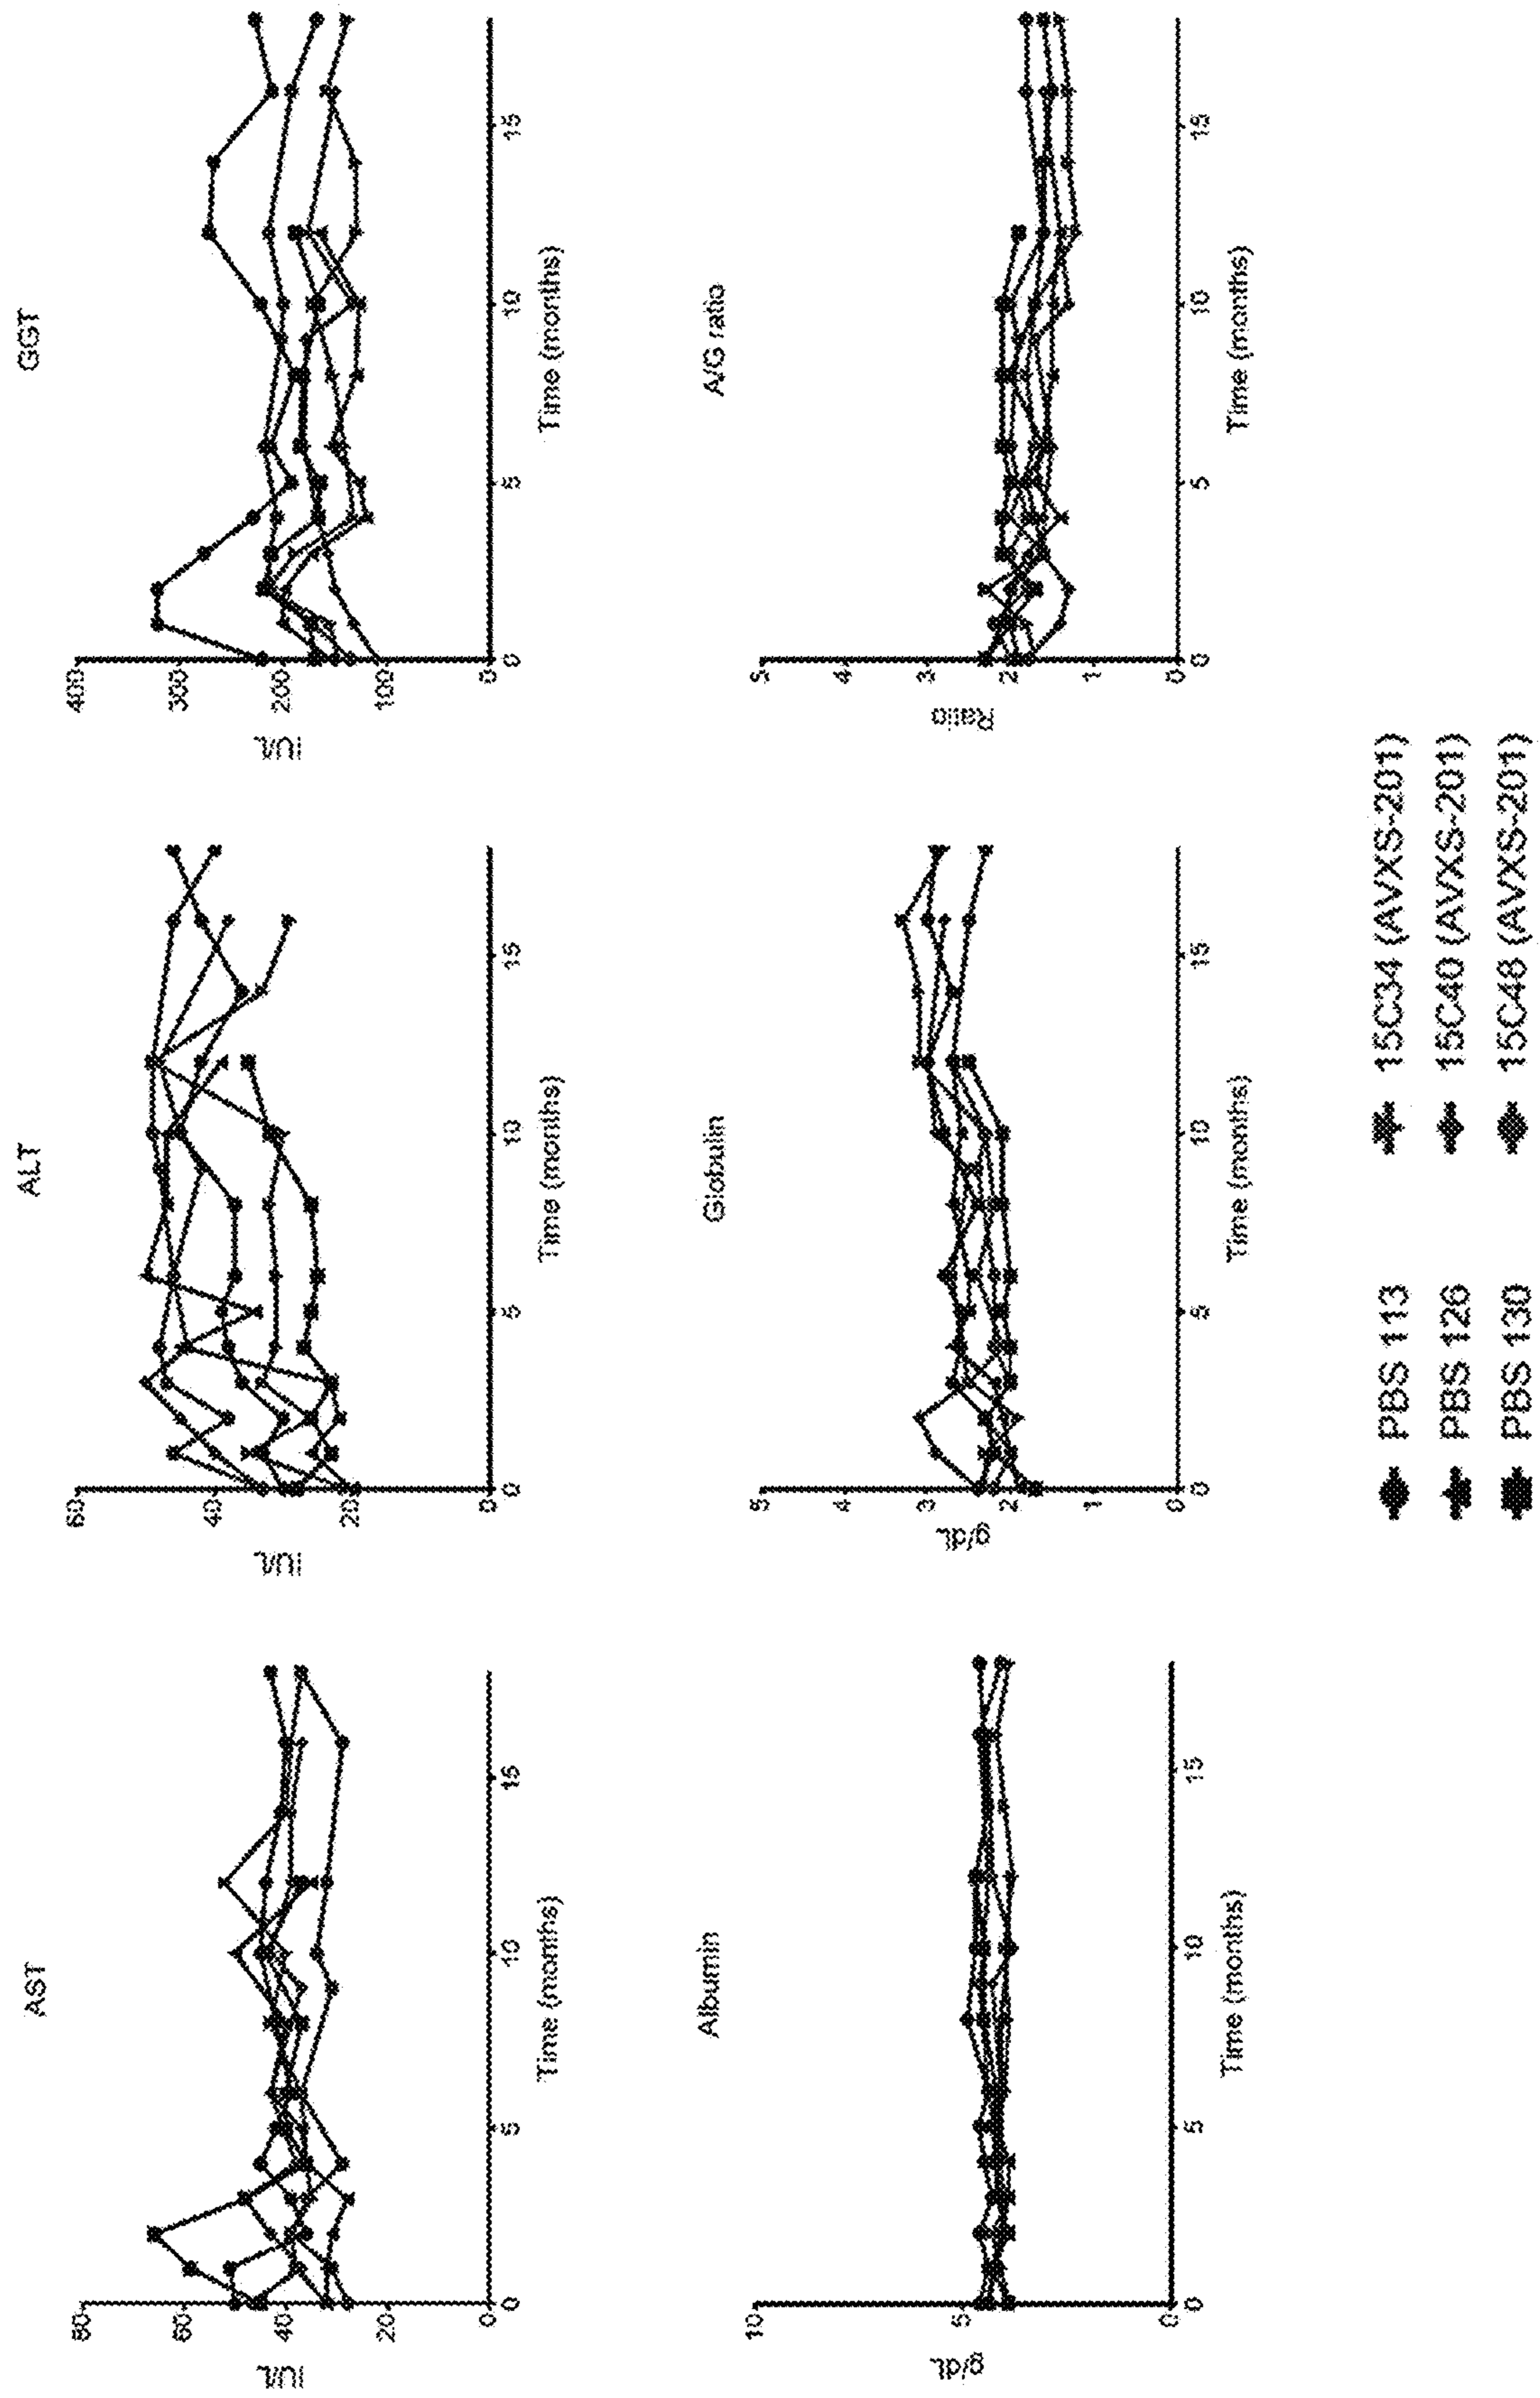 AST
80
60
40
20
0
IU/L
0
5
10
15
Time (months)
ALT
60
40
20
0
IU/L
0
5
10
15
Time (months)
GGT
400
300
200
100
0
IU/L
0
5
10
15
Time (months)
Albumin
10
5
0
g/dL
0
5
10
15
Time (months)
Globulin
5
4
3
2
1
0
g/dL
0
5
10
15
Time (months)
A/G ratio
5
4
3
2
1
0
Ratio
0
5
10
15
Time (months)
PBS 113
PBS 126
PBS 130
15C34 (AVXS-201)
15C40 (AVXS-201)
15C48 (AVXS-201)